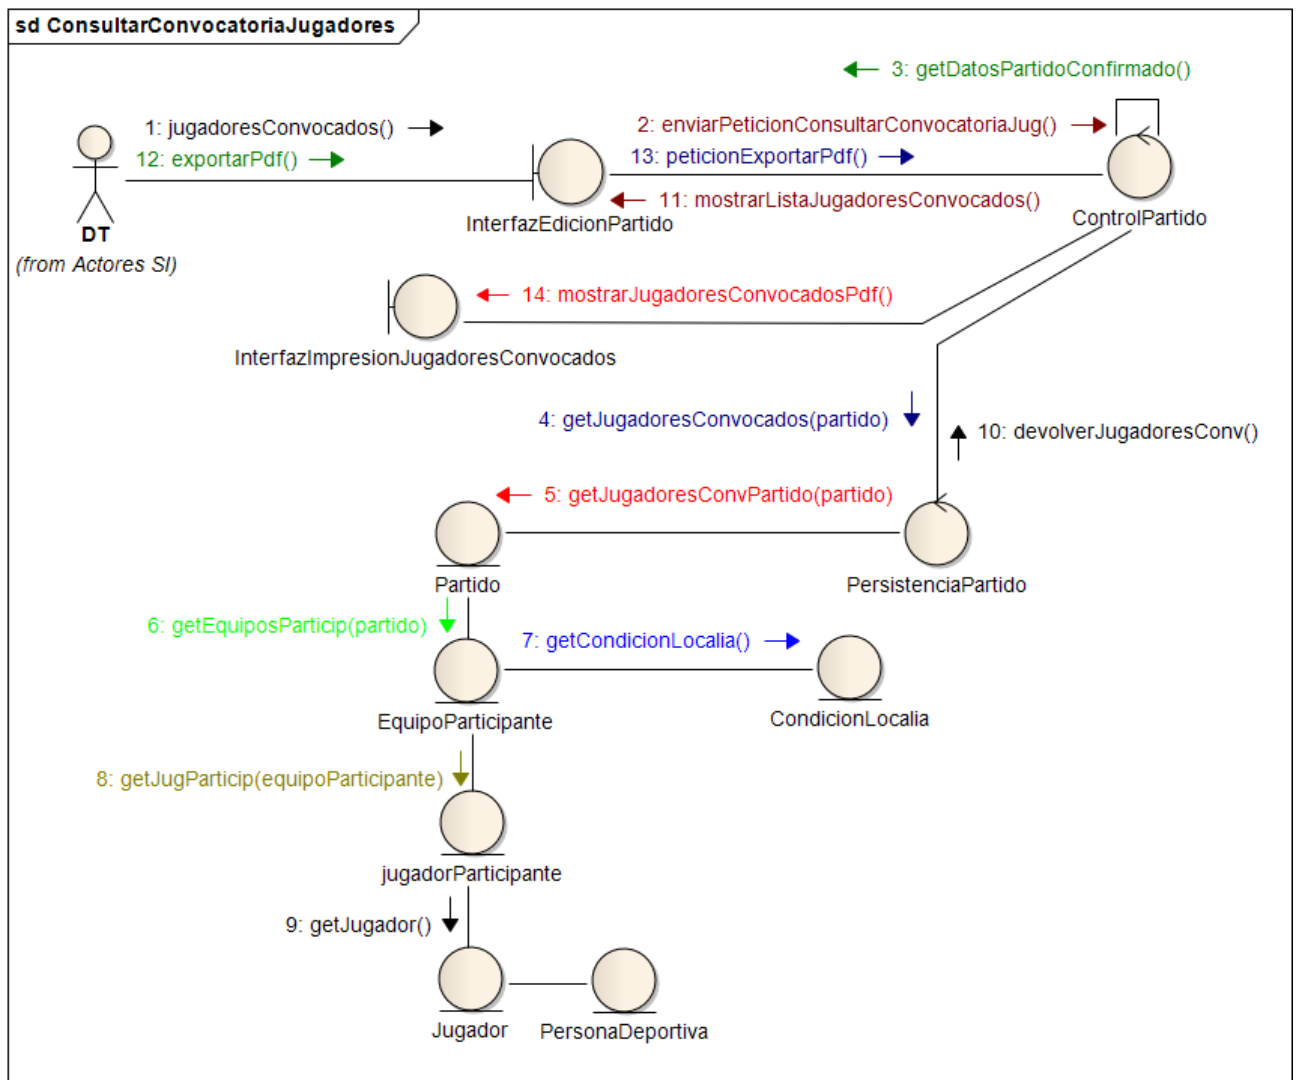 sd ConsultarConvocatoriaJugadores
3: getDatosPartidoConfirmado()
1: jugadoresConvocados()
2: enviarPeticionConsultarConvocatoriaJug()
12: exportarPdf()
13: peticionExportarPdf()
11: mostrarListaJugadoresConvocados()
InterfazEdicionPartido
ControlPartido
DT
(from Actores SI)
14: mostrarJugadoresConvocadosPdf()
InterfazImpresionJugadoresConvocados
4: getJugadoresConvocados(partido)
10: devolverJugadoresConv()
5: getJugadoresConvPartido(partido)
Partido
PersistenciaPartido
6: getEquiposParticip(partido)
7: getCondicionLocalia()
EquipoParticipante
CondicionLocalia
8: getJugParticip(equipoParticipante)
jugadorParticipante
9: getJugador()
Jugador
PersonaDeportiva